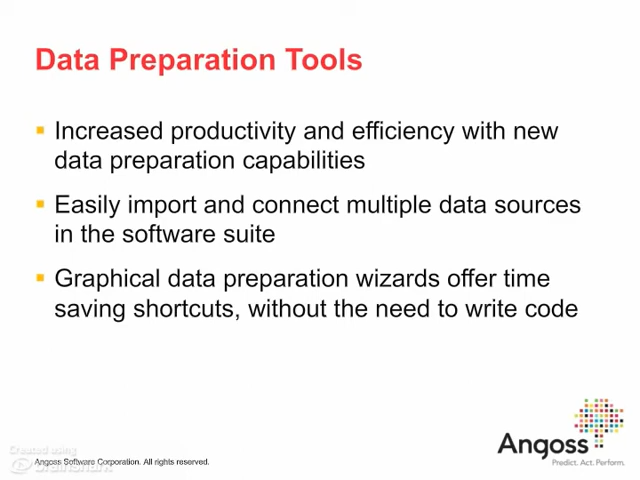 Data Preparation Tools
Increased productivity and efficiency with new
data preparation capabilities
Easily import and connect multiple data sources
in the software suite
Graphical data preparation wizards offer time
saving shortcuts, without the need to write code
Created using
Angoss Software Corporation. All rights reserved.
Angoss
Predict. Act. Perform.